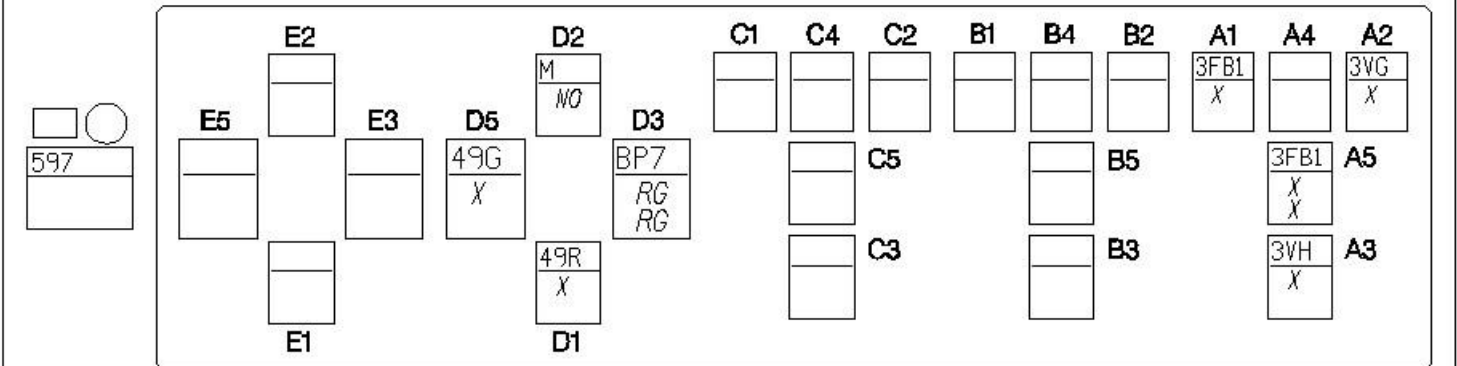 E2 D2 C1 C4 C2 B1 B4 B2 A1 A4 A2
M 3FB1 3VG
NO X X
E5 E3 D5 D3
597 49G BP7 C5 B5 3FB1 A5
X RG X
RG X
49R C3 B3 3VH A3
X X
E1 D1